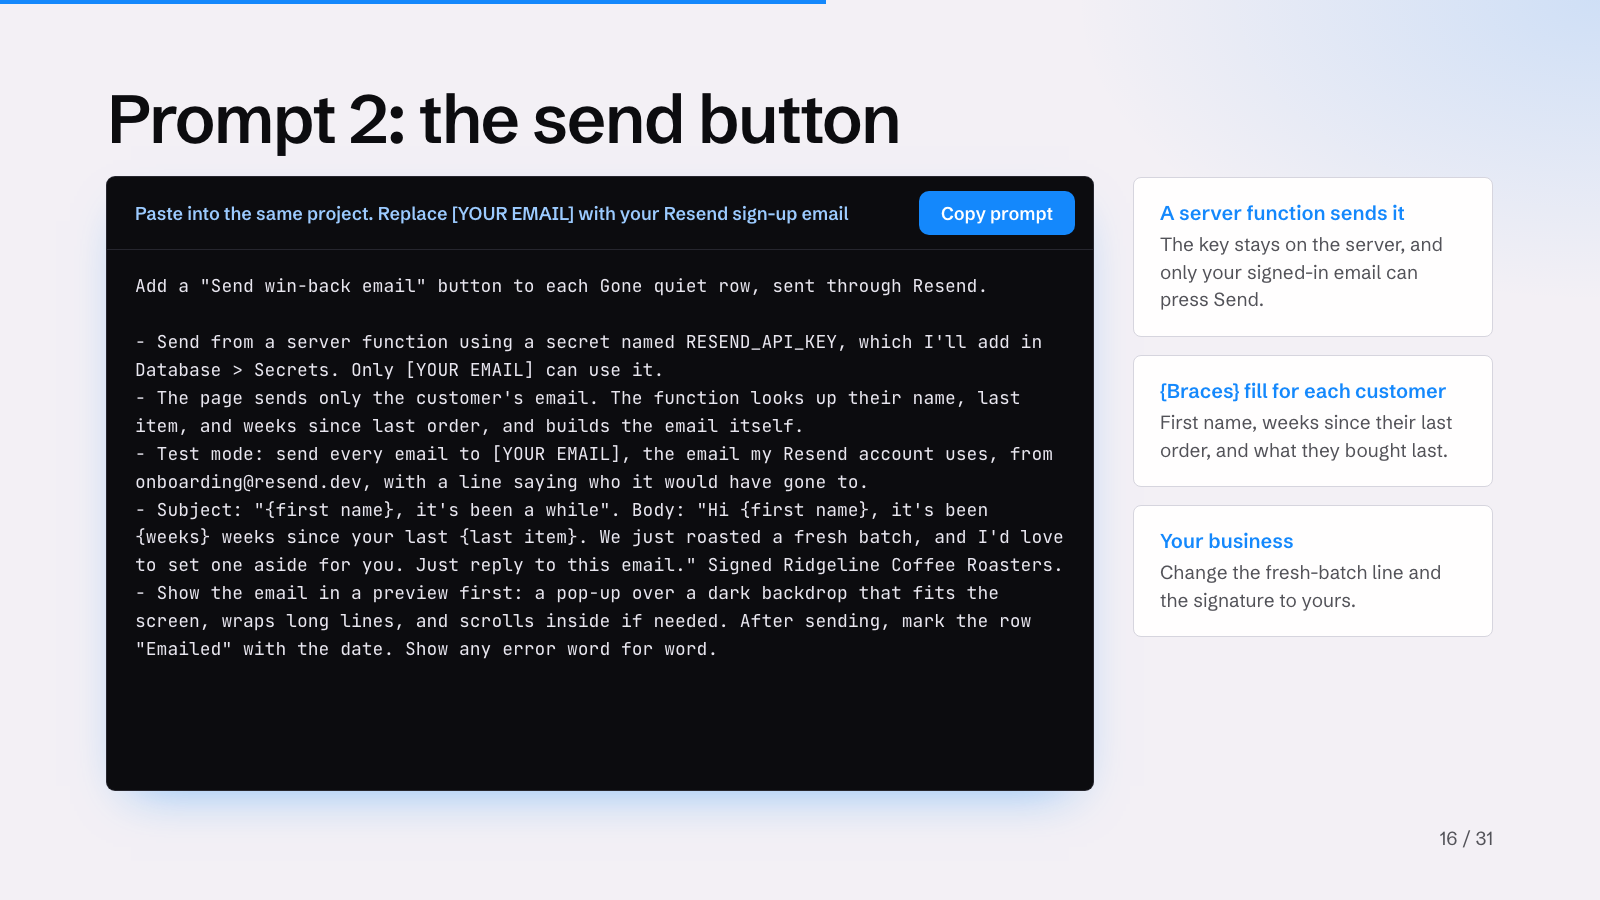 Prompt 2: the send button
Paste into the same project. Replace [YOUR EMAIL] with your Resend sign-up email
Copy prompt
Add a "Send win-back email" button to each Gone quiet row, sent through Resend.
- Send from a server function using a secret named RESEND_API_KEY, which I'll add in
Database > Secrets. Only [YOUR EMAIL] can use it.
- The page sends only the customer's email. The function looks up their name, last
item, and weeks since last order, and builds the email itself.
- Test mode: send every email to [YOUR EMAIL], the email my Resend account uses, from
onboarding@resend.dev, with a line saying who it would have gone to.
- Subject: "{first name}, it's been a while". Body: "Hi {first name}, it's been
{weeks} weeks since your last {last item}. We just roasted a fresh batch, and I'd love
to set one aside for you. Just reply to this email." Signed Ridgeline Coffee Roasters.
- Show the email in a preview first: a pop-up over a dark backdrop that fits the
screen, wraps long lines, and scrolls inside if needed. After sending, mark the row
"Emailed" with the date. Show any error word for word.
A server function sends it
The key stays on the server, and
only your signed-in email can
press Send.
{Braces} fill for each customer
First name, weeks since their last
order, and what they bought last.
Your business
Change the fresh-batch line and
the signature to yours.
16 / 31